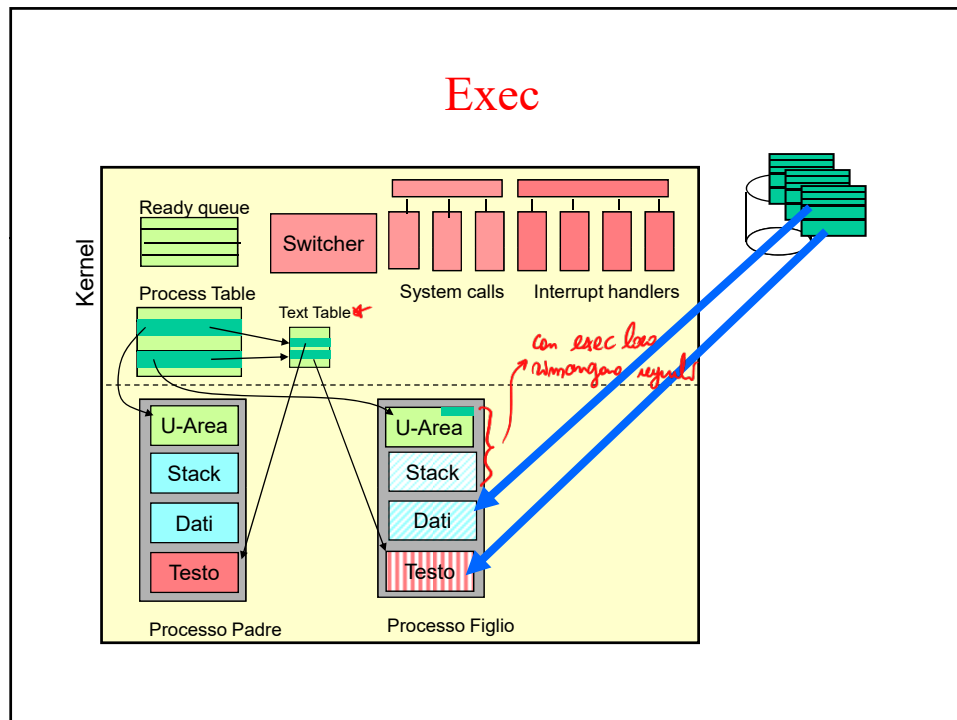 Exec
Kernel
Ready queue
Switcher
System calls
Interrupt handlers
Process Table
Text Table
con exec loro
rimangono
U-Area
Stack
Dati
Testo
Processo Padre
U-Area
Stack
Dati
Testo
Processo Figlio